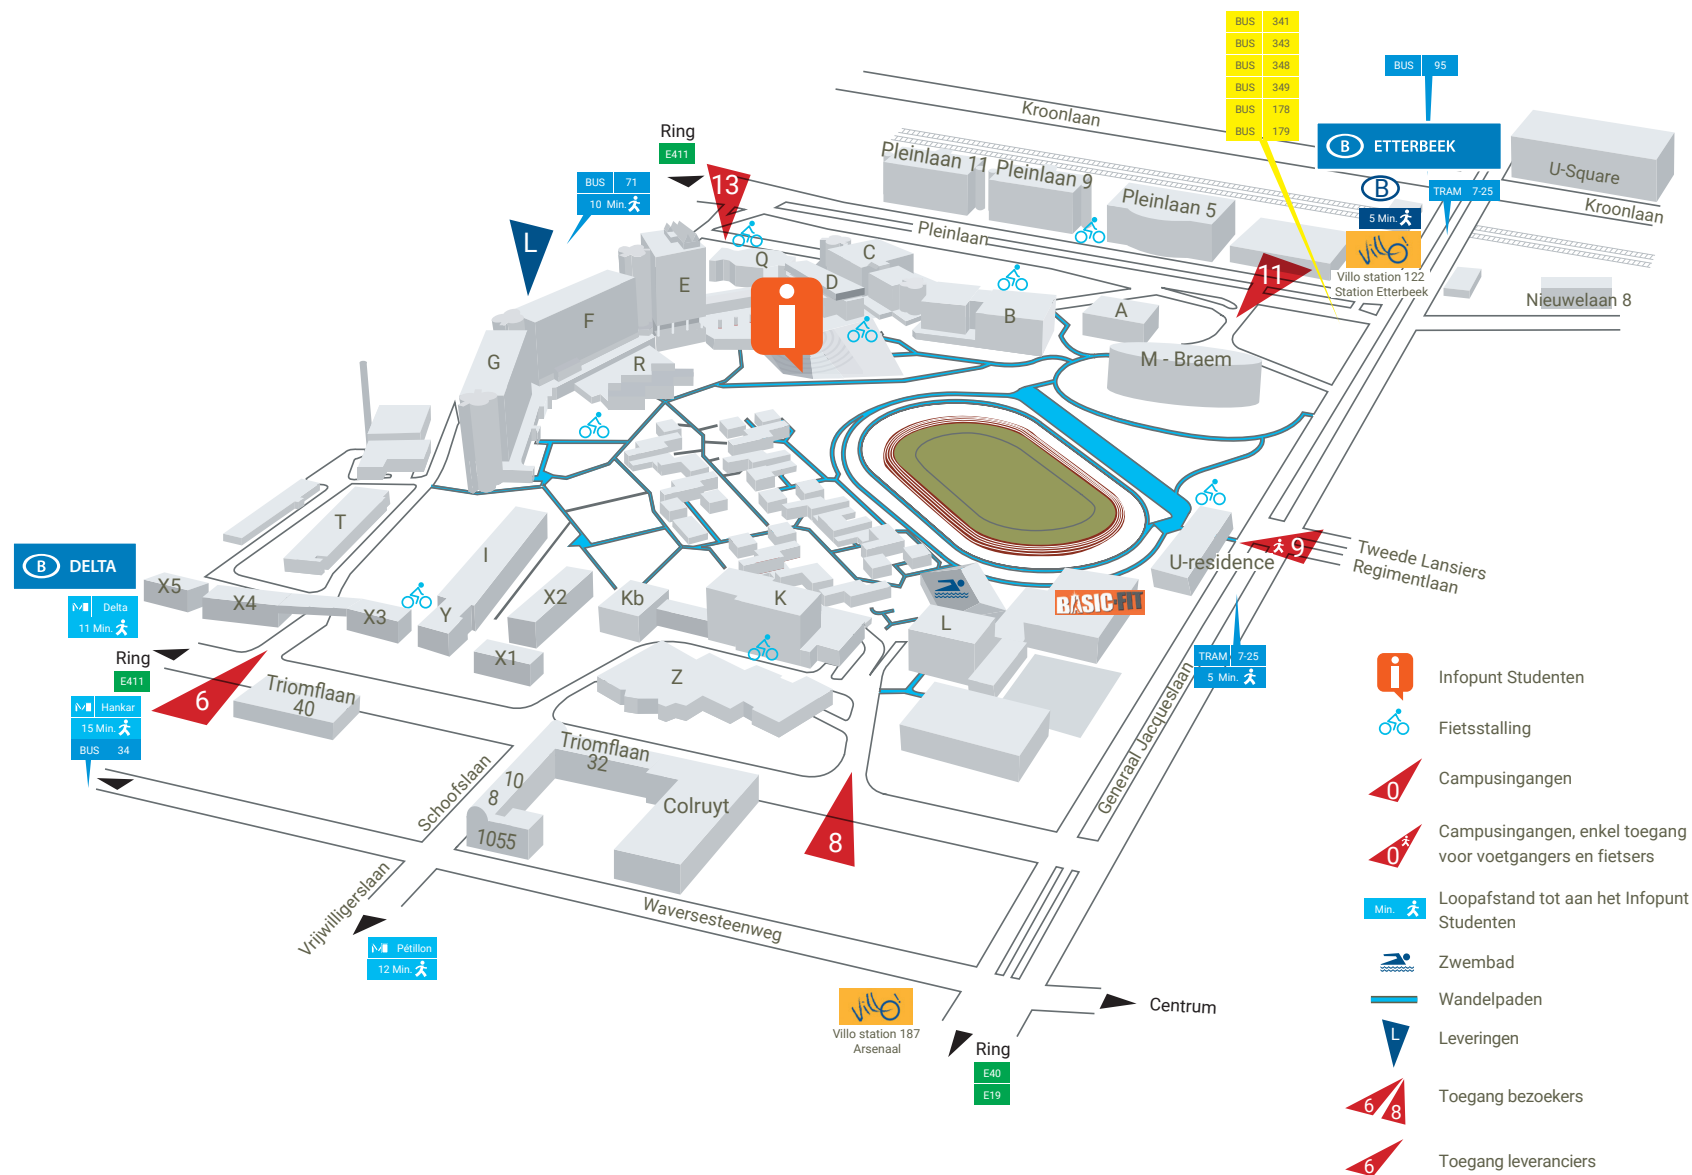 BUS 341
BUS 343
BUS 348
BUS 349
BUS 178
BUS 179
BUS 95
B ETTERBEEK
U-Square
B
5 Min.
TRAM 7-25
Villo!
Villo station 122
Station Etterbeek
Kroonlaan
Kroonlaan
Nieuwelaan 8
Ring
E411
13
BUS 71
10 Min.
L
Pleinlaan 11
Pleinlaan 9
Pleinlaan 5
Pleinlaan
11
Q
C
D
E
F
G
R
i
B
A
M - Braem
T
I
X5
X4
X3
Y
X2
X1
Kb
K
Z
L
BASIC-FIT
U-residence
9
Tweede Lansiers
Regimentlaan
B DELTA
M Delta
11 Min.
Ring
E411
6
M Hankar
15 Min.
BUS 34
Triomflaan
40
Triomflaan
32
10
8
1055
Colruyt
8
Schoofslaan
Vrijwilligerslaan
M Pétillon
12 Min.
Waversesteenweg
Generaal Jacqueslaan
TRAM 7-25
5 Min.
Villo!
Villo station 187
Arsenaal
Ring
E40
E19
Centrum
i Infopunt Studenten
Fietsstalling
0 Campusingangen
0 Campusingangen, enkel toegang
voor voetgangers en fietsers
Min. Loopafstand tot aan het Infopunt
Studenten
Zwembad
Wandelpaden
L Leveringen
6 8 Toegang bezoekers
6 Toegang leveranciers